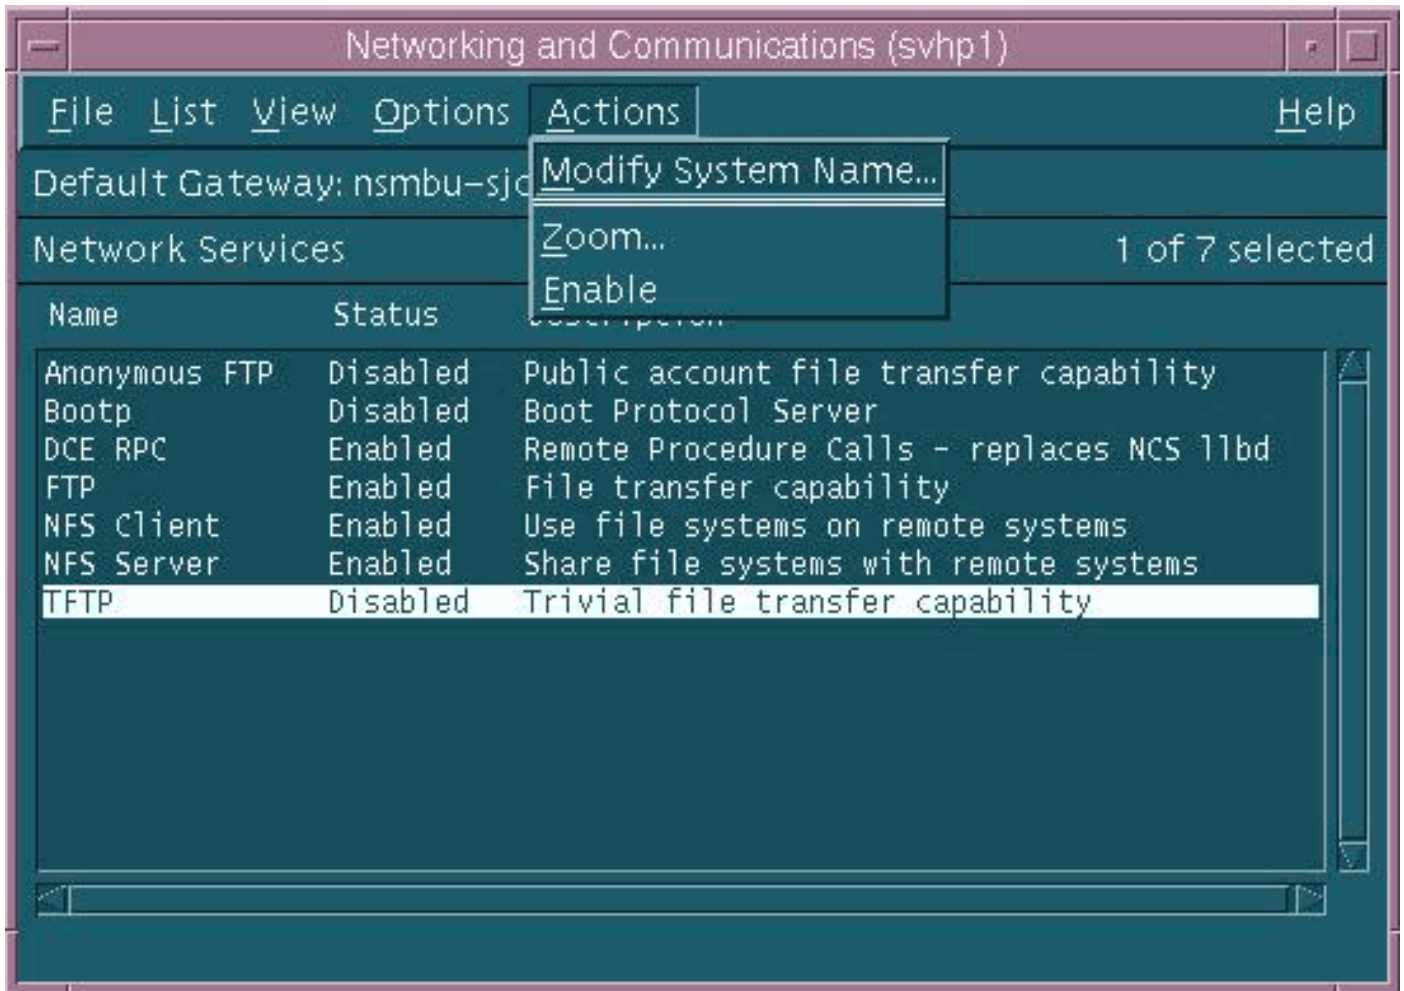 Networking and Communications (svhp1)
File List View Options Actions Help
Modify System Name...
Zoom...
Enable
Default Gateway: nsmbu-sjc
Network Services 1 of 7 selected
Name Status Description
Anonymous FTP Disabled Public account file transfer capability
Bootp Disabled Boot Protocol Server
DCE RPC Enabled Remote Procedure Calls - replaces NCS llbd
FTP Enabled File transfer capability
NFS Client Enabled Use file systems on remote systems
NFS Server Enabled Share file systems with remote systems
TFTP Disabled Trivial file transfer capability